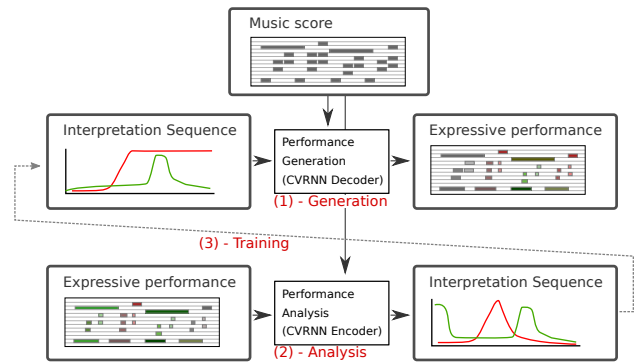 Music score
Interpretation Sequence
Performance
Generation
(CVRNN Decoder)
Expressive performance
(1) - Generation
(3) - Training
Expressive performance
Performance
Analysis
(CVRNN Encoder)
Interpretation Sequence
(2) - Analysis